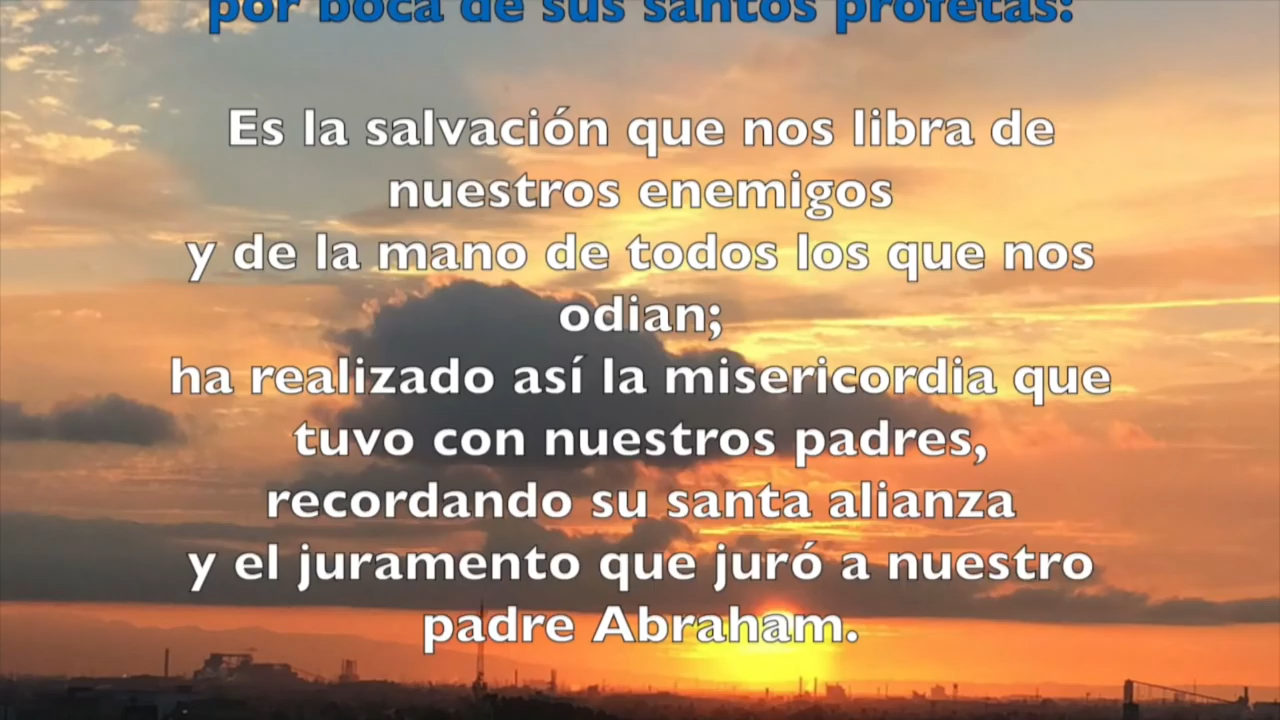 por boca de sus santos profetas:
Es la salvación que nos libra de
nuestros enemigos
y de la mano de todos los que nos
odian;
ha realizado así la misericordia que
tuvo con nuestros padres,
recordando su santa alianza
y el juramento que juró a nuestro
padre Abraham.